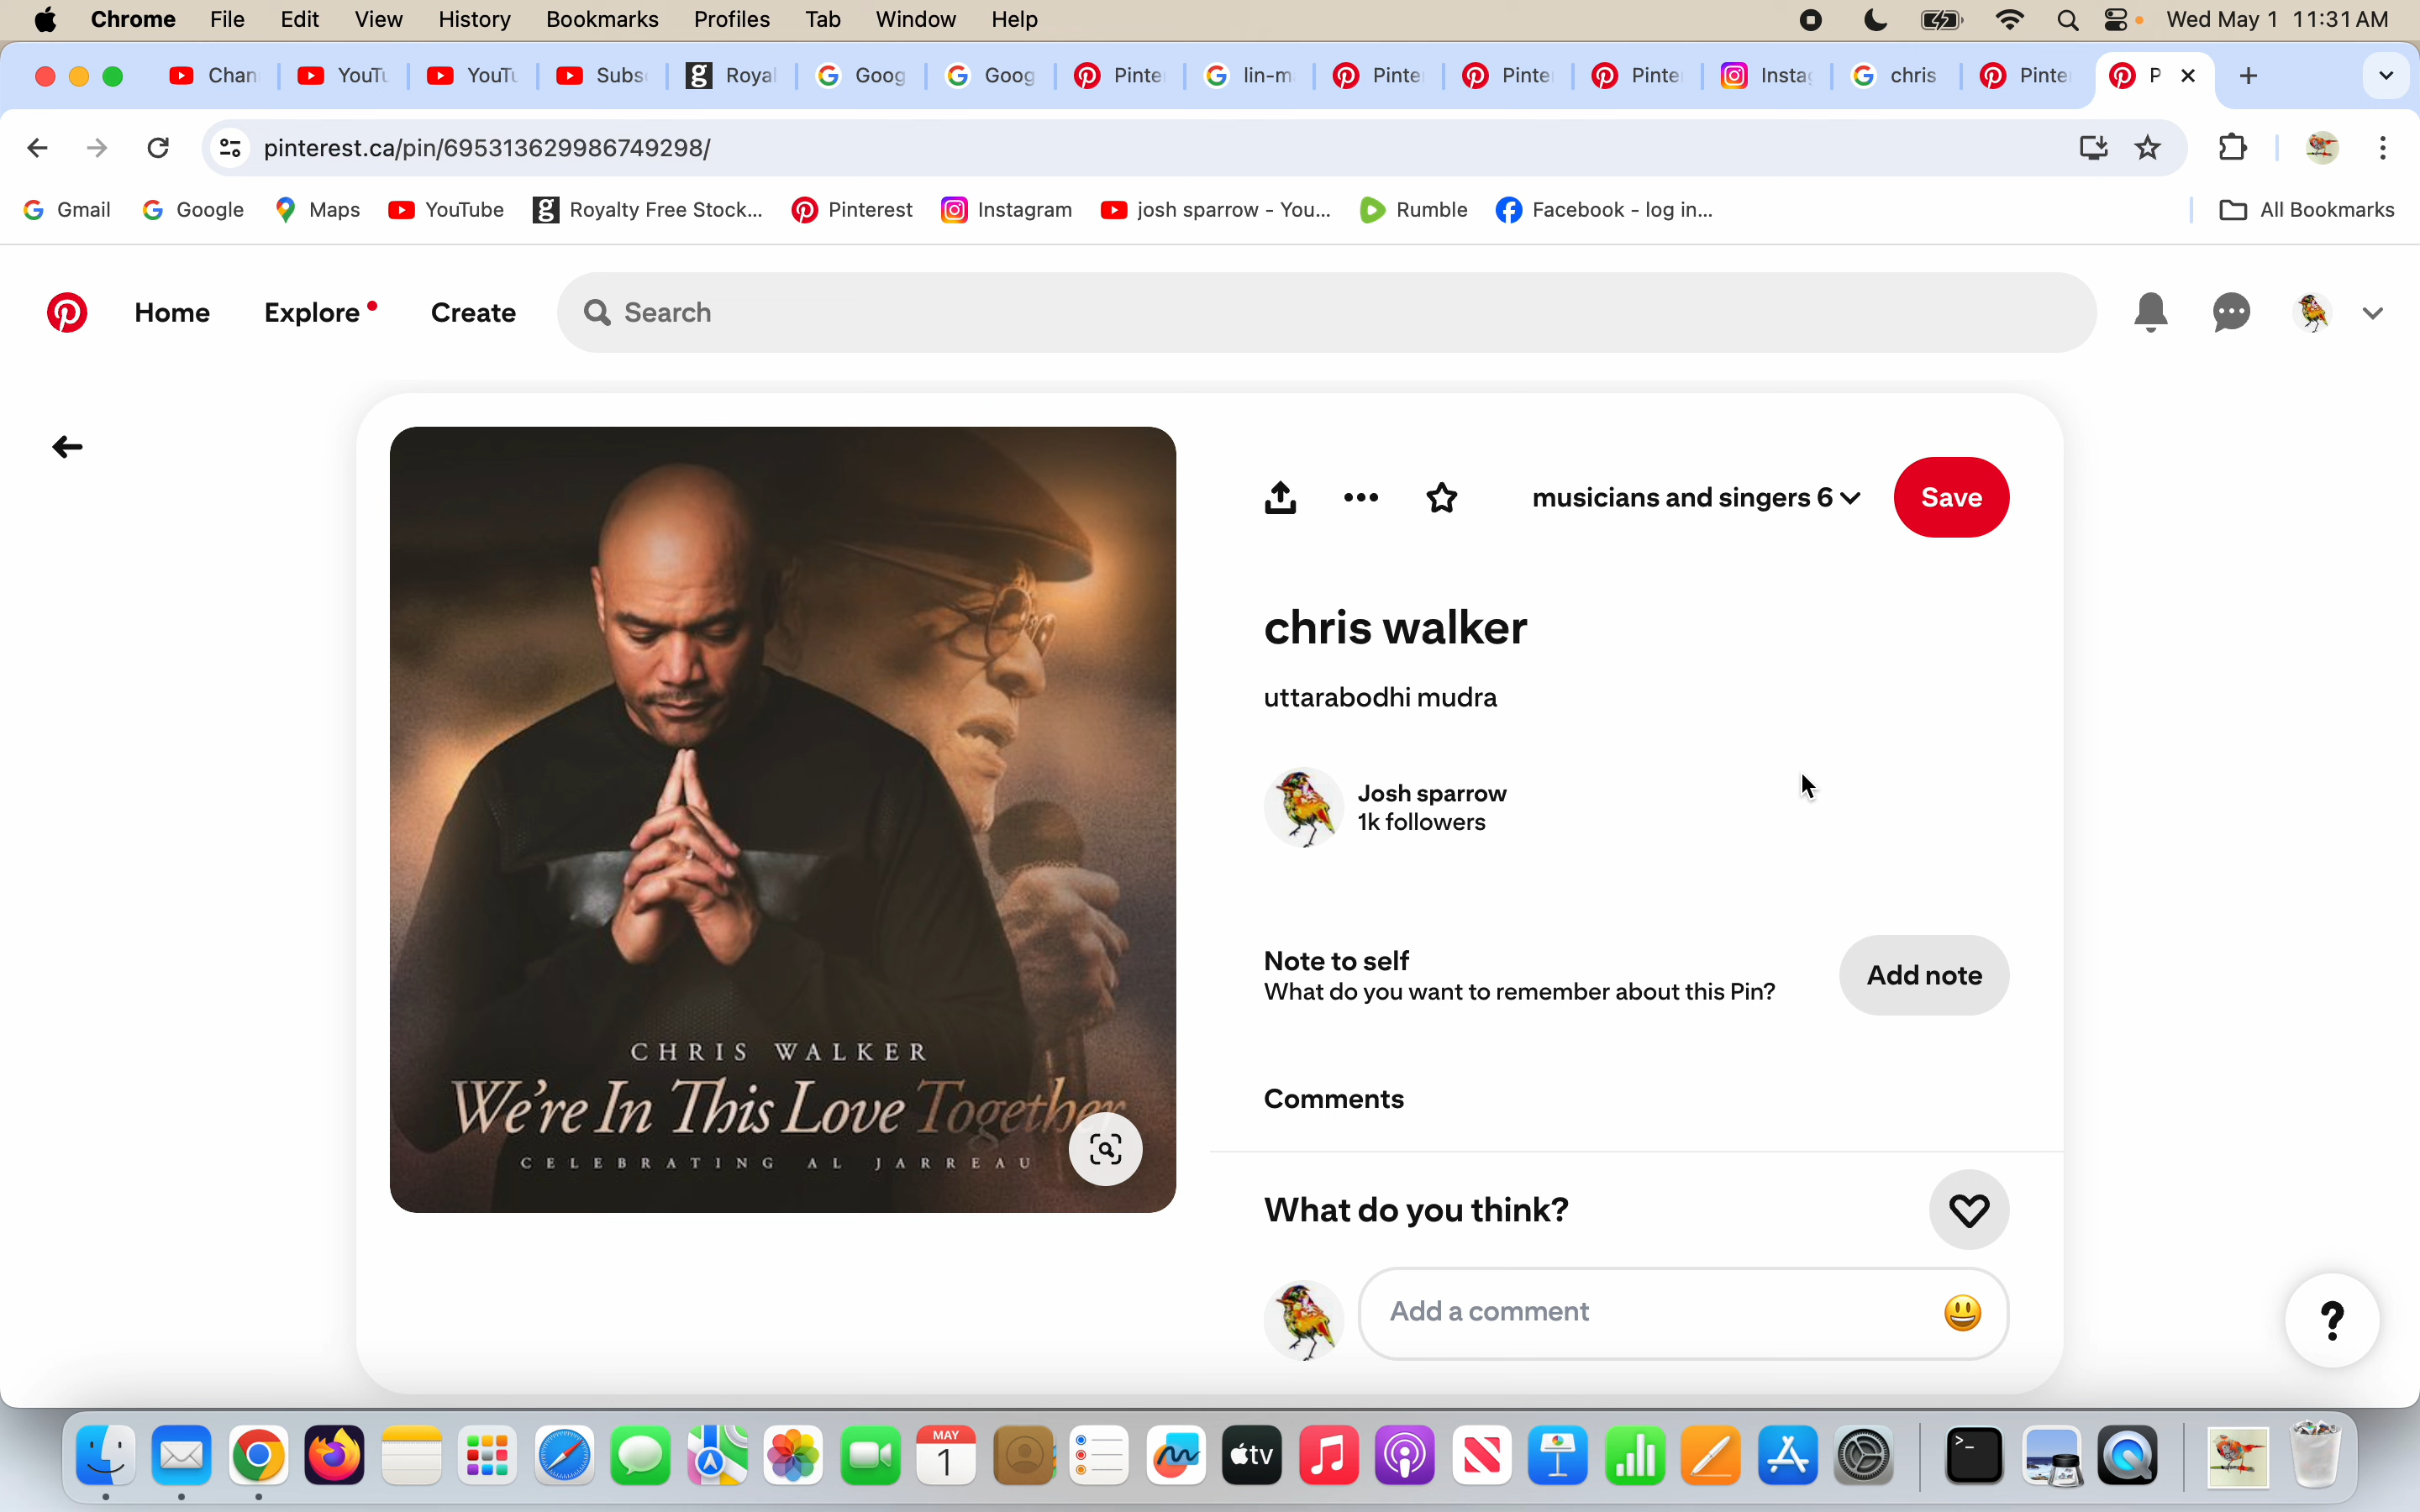 Chrome File Edit View History Bookmarks Profiles Tab Window Help Wed May 1 11:31 AM
Chan YouTu YouTu Subs Royal Goog Goog Pinte lin-m Pinte Pinte Pinte Insta chris Pinte P
pinterest.ca/pin/695313629986749298/
Gmail Google Maps YouTube Royalty Free Stock... Pinterest Instagram josh sparrow - You... Rumble Facebook - log in... All Bookmarks
Home Explore Create Search
musicians and singers 6 Save
chris walker
uttarabodhi mudra
Josh sparrow
1k followers
Note to self
What do you want to remember about this Pin?
Add note
CHRIS WALKER
We're In This Love Together
CELEBRATING AL JARREAU
Comments
What do you think?
Add a comment
?
MAY
1
tv